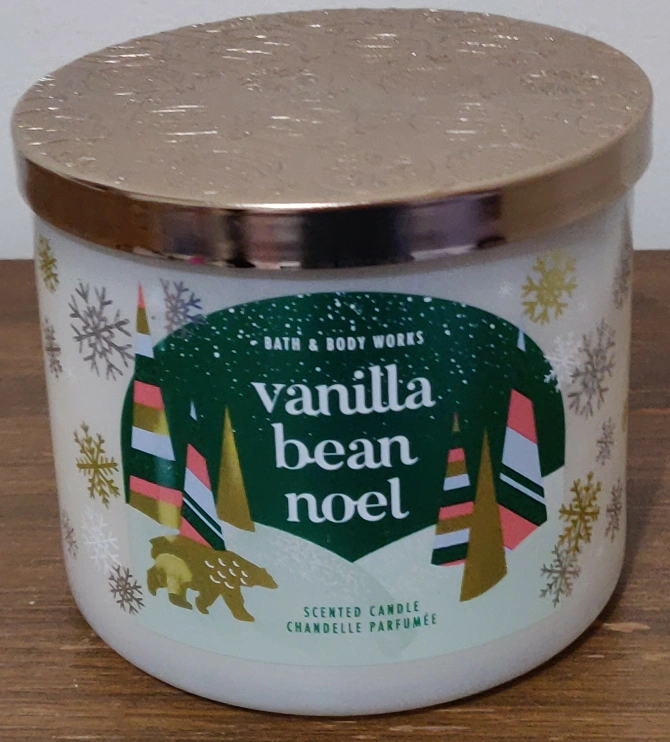 BATH & BODY WORKS
vanilla
bean
noel
SCENTED CANDLE
CHANDELLE PARFUMÉE